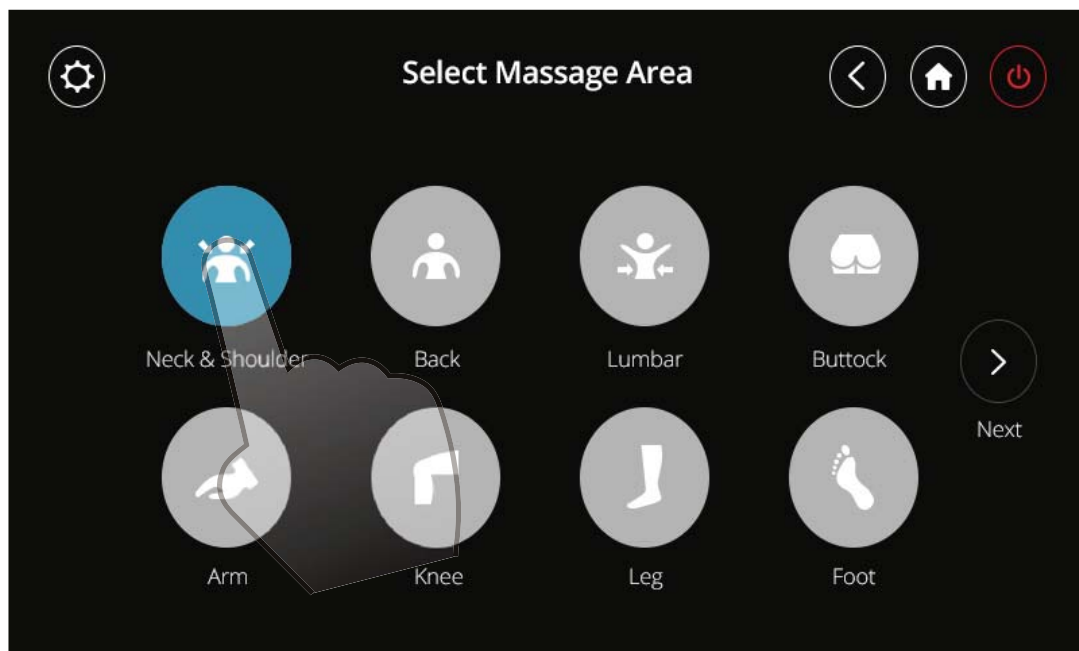 Select Massage Area
Neck & Shoulder
Back
Lumbar
Buttock
Next
Arm
Knee
Leg
Foot